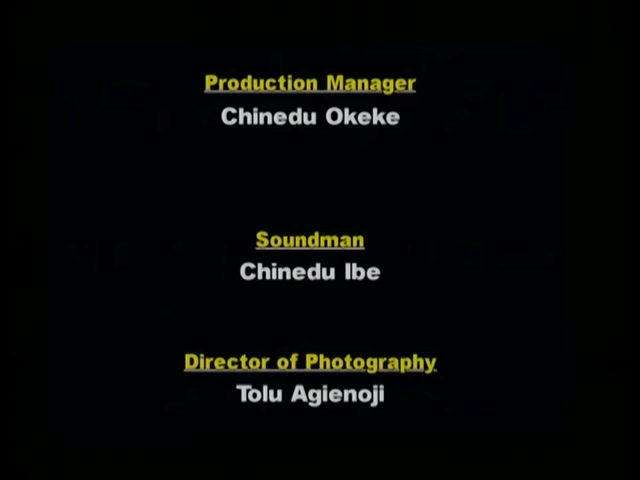 Production Manager
Chinedu Okeke
Soundman
Chinedu Ibe
Director of Photography
Tolu Agienoji